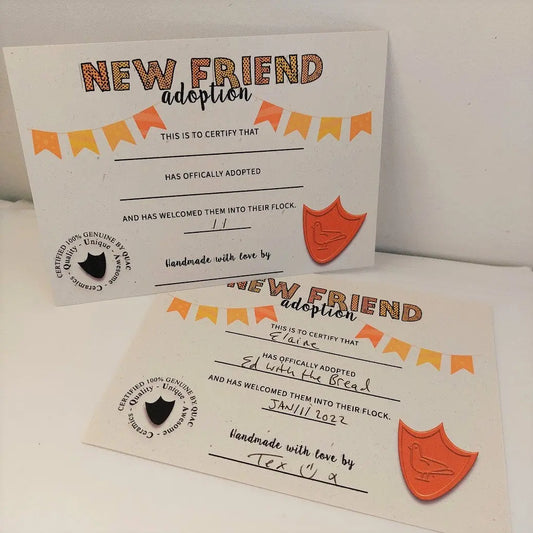 NEW FRIEND
adoption
THIS IS TO CERTIFY THAT
HAS OFFICALLY ADOPTED
AND HAS WELCOMED THEM INTO THEIR FLOCK.
/ /
Handmade with love by
CERTIFIED 100% GENUINE BY QUAC
- Quality - Unique - Awesome - Ceramics
NEW FRIEND
adoption
THIS IS TO CERTIFY THAT
Elaine
HAS OFFICALLY ADOPTED
Ed with the Bread
AND HAS WELCOMED THEM INTO THEIR FLOCK.
JAN/11/2022
Handmade with love by
Tex
CERTIFIED 100% GENUINE BY QUAC
- Quality - Unique - Awesome - Ceramics